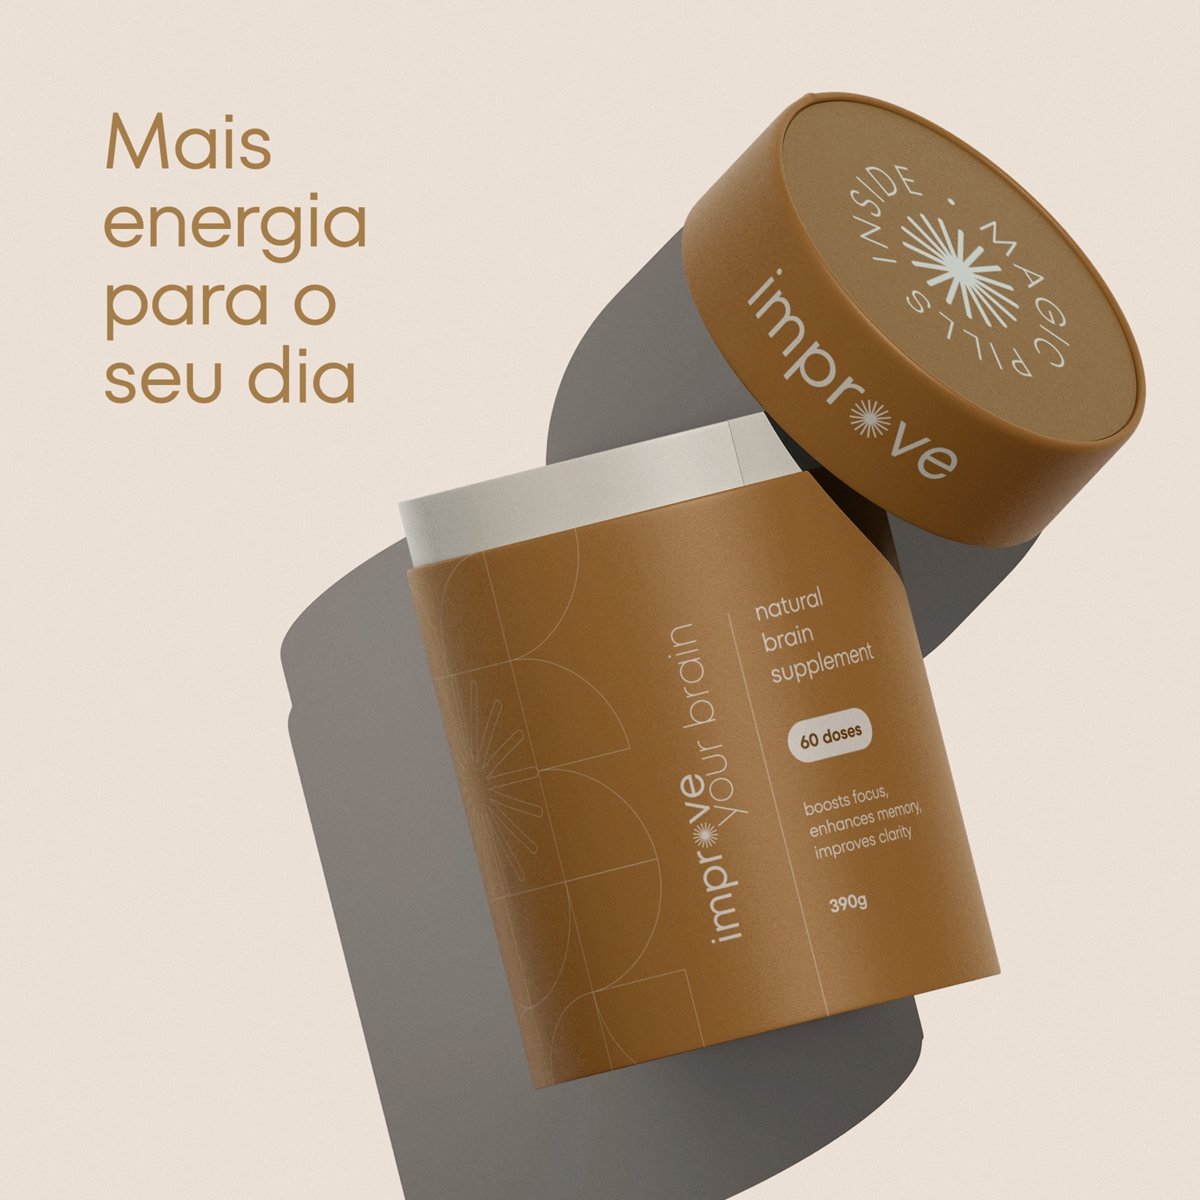 Mais
energia
para o
seu dia
INSIDE • MAGIC PILLS
improve
improve
your brain
natural
brain
supplement
60 doses
boosts focus,
enhances memory,
improves clarity
390g